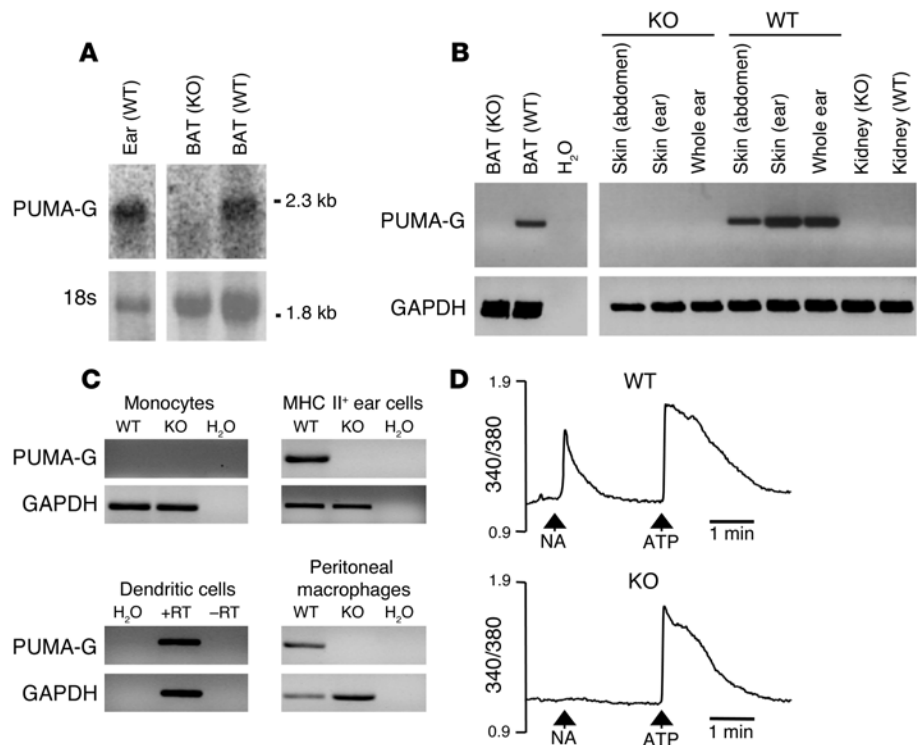 A
Ear (WT)
BAT (KO)
BAT (WT)
PUMA-G
2.3 kb
18s
1.8 kb
B
KO
WT
BAT (KO)
BAT (WT)
H₂O
Skin (abdomen)
Skin (ear)
Whole ear
Skin (abdomen)
Skin (ear)
Whole ear
Kidney (KO)
Kidney (WT)
PUMA-G
GAPDH
C
Monocytes
WT KO H₂O
PUMA-G
GAPDH
MHC II⁺ ear cells
WT KO H₂O
Dendritic cells
H₂O +RT –RT
PUMA-G
GAPDH
Peritoneal
macrophages
WT KO H₂O
D
WT
1.9
340/380
0.9
NA
ATP
1 min
KO
1.9
340/380
0.9
NA
ATP
1 min